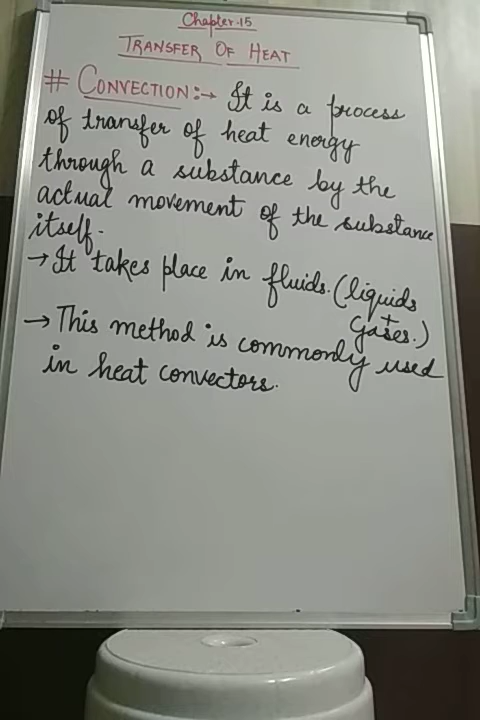 Chapter-15
TRANSFER OF HEAT
# CONVECTION:→ It is a process
of transfer of heat energy
through a substance by the
actual movement of the substance
itself.
→ It takes place in fluids. (liquids
+
gases.)
→ This method is commonly used
in heat convectors.